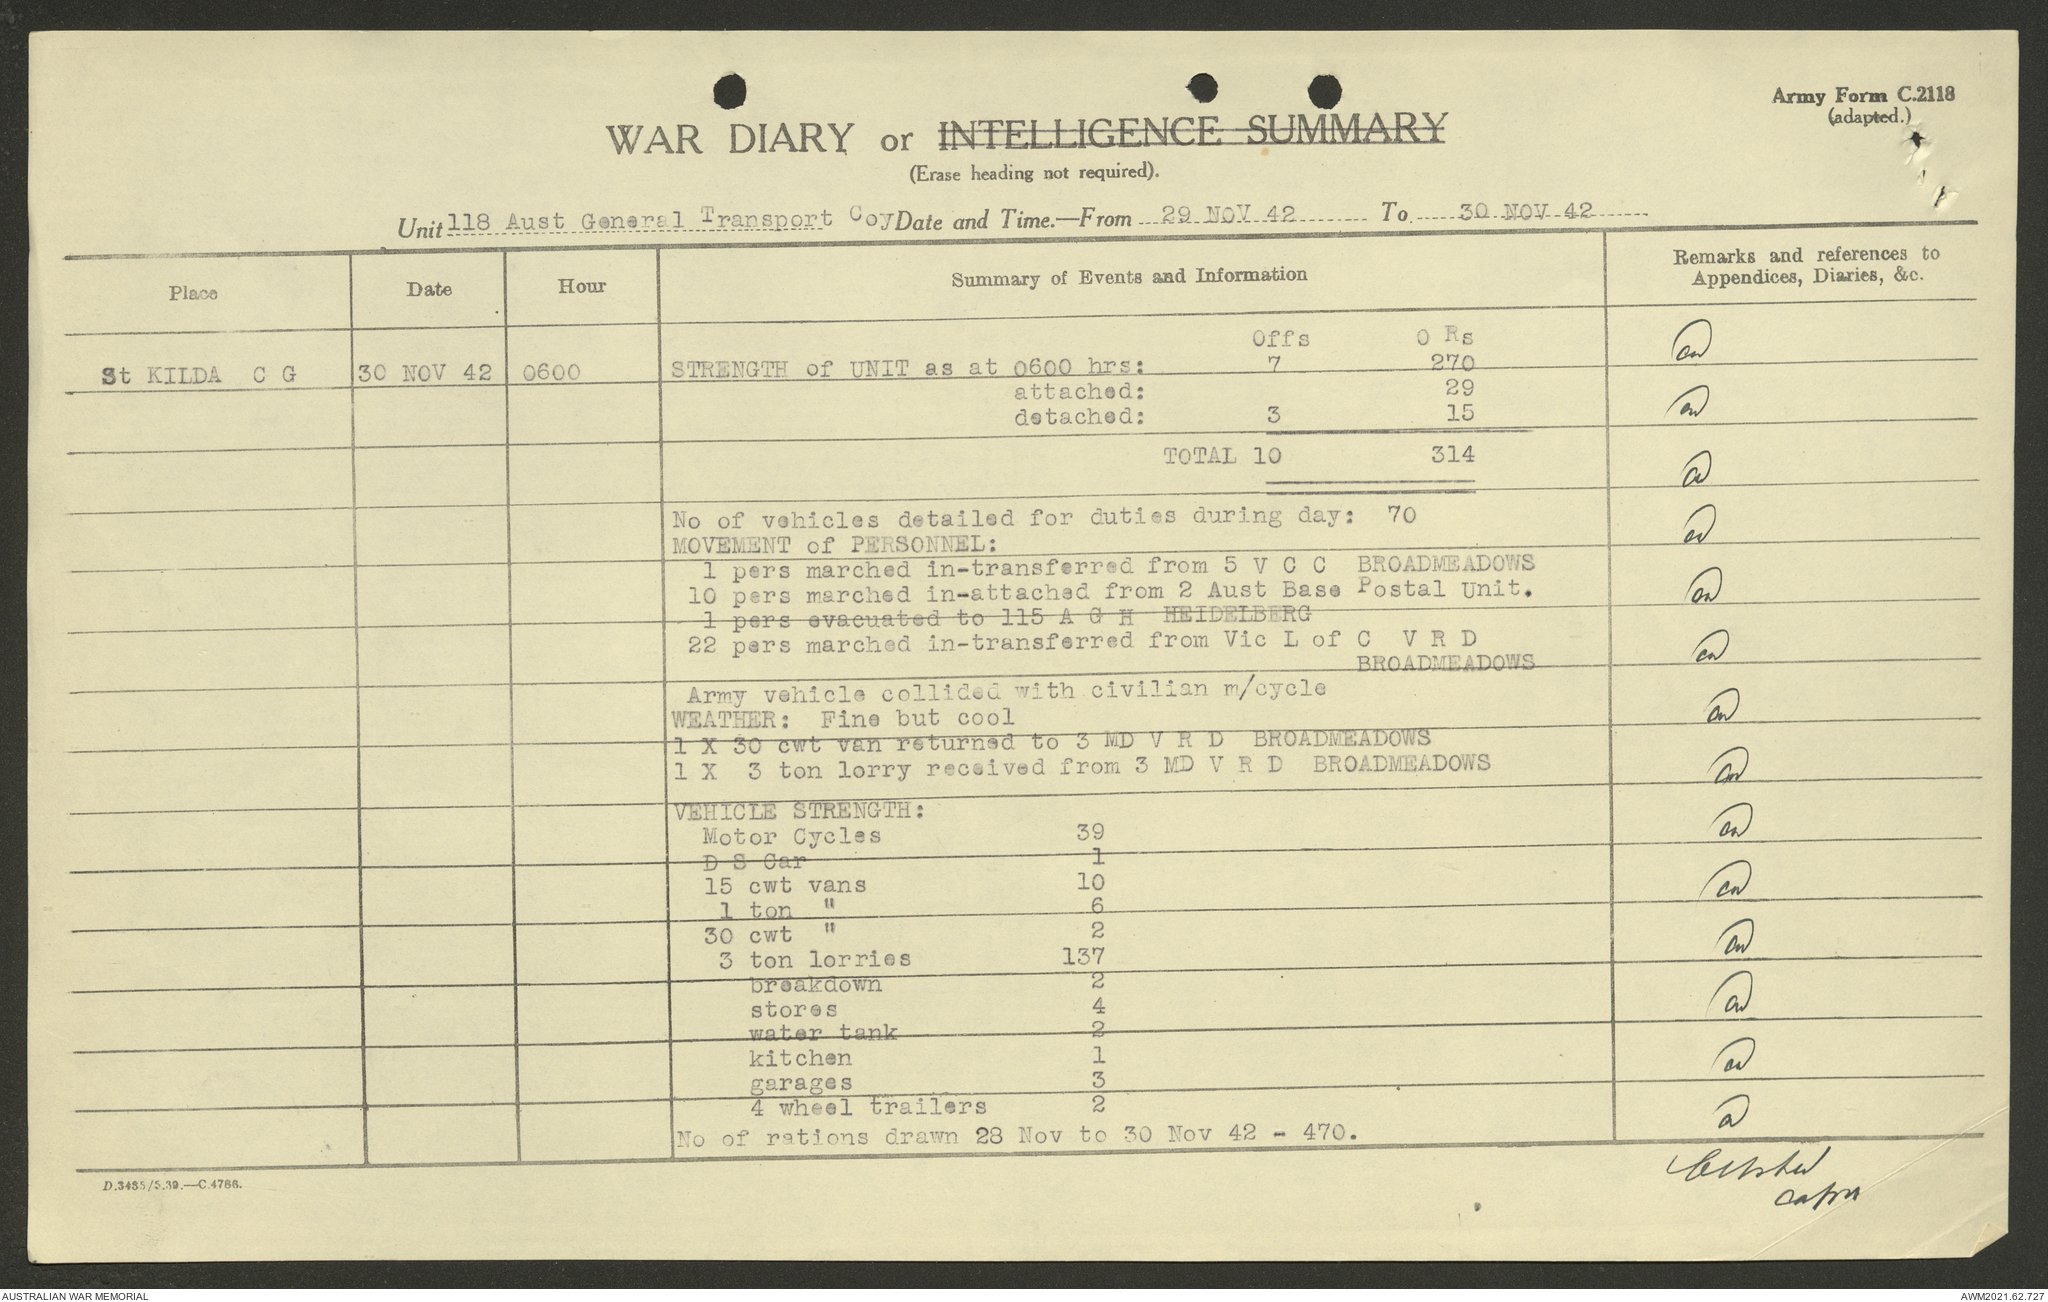 Army Form C.2118
(adapted.)
WAR DIARY or INTELLIGENCE SUMMARY
(Erase heading not required).
Unit 118 Aust General Transport Coy Date and Time.—From 29 NOV 42 To 30 NOV 42
Place Date Hour Summary of Events and Information Remarks and references to Appendices, Diaries, &c.
Offs O Rs
St KILDA C G 30 NOV 42 0600 STRENGTH of UNIT as at 0600 hrs: 7 270
attached: 29
detached: 3 15
TOTAL 10 314
No of vehicles detailed for duties during day: 70
MOVEMENT of PERSONNEL:
1 pers marched in-transferred from 5 V C C BROADMEADOWS
10 pers marched in-attached from 2 Aust Base Postal Unit.
1 pers evacuated to 115 A G H HEIDELBERG
22 pers marched in-transferred from Vic L of C V R D
BROADMEADOWS
Army vehicle collided with civilian m/cycle
WEATHER: Fine but cool
1 X 30 cwt van returned to 3 MD V R D BROADMEADOWS
1 X 3 ton lorry received from 3 MD V R D BROADMEADOWS
VEHICLE STRENGTH:
Motor Cycles 39
D S Car 1
15 cwt vans 10
1 ton " 6
30 cwt " 2
3 ton lorries 137
breakdown 2
stores 4
water tank 2
kitchen 1
garages 3
4 wheel trailers 2
No of rations drawn 28 Nov to 30 Nov 42 - 470.
D.3485/5.39.—C.4786.
AUSTRALIAN WAR MEMORIAL
AWM2021.62.727